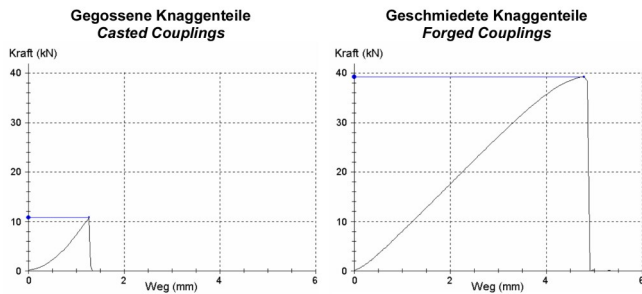 Gegossene Knaggenteile
Casted Couplings
Kraft (kN)
40
30
20
10
0
2
4
6
Weg (mm)
Geschmiedete Knaggenteile
Forged Couplings
Kraft (kN)
40
30
20
10
0
0
2
4
6
Weg (mm)